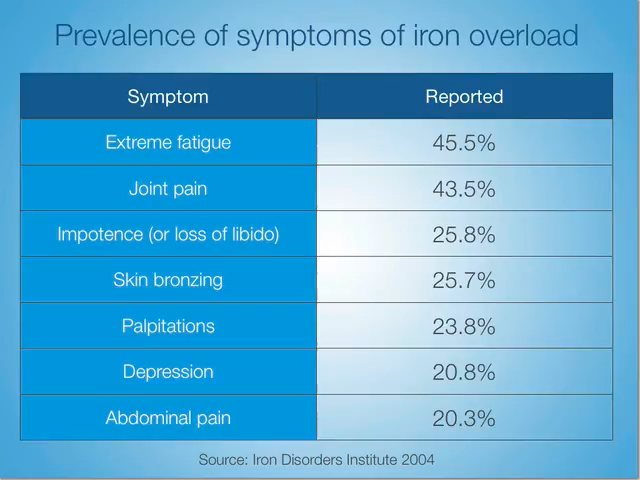 Prevalence of symptoms of iron overload
Symptom Reported
Extreme fatigue 45.5%
Joint pain 43.5%
Impotence (or loss of libido) 25.8%
Skin bronzing 25.7%
Palpitations 23.8%
Depression 20.8%
Abdominal pain 20.3%
Source: Iron Disorders Institute 2004